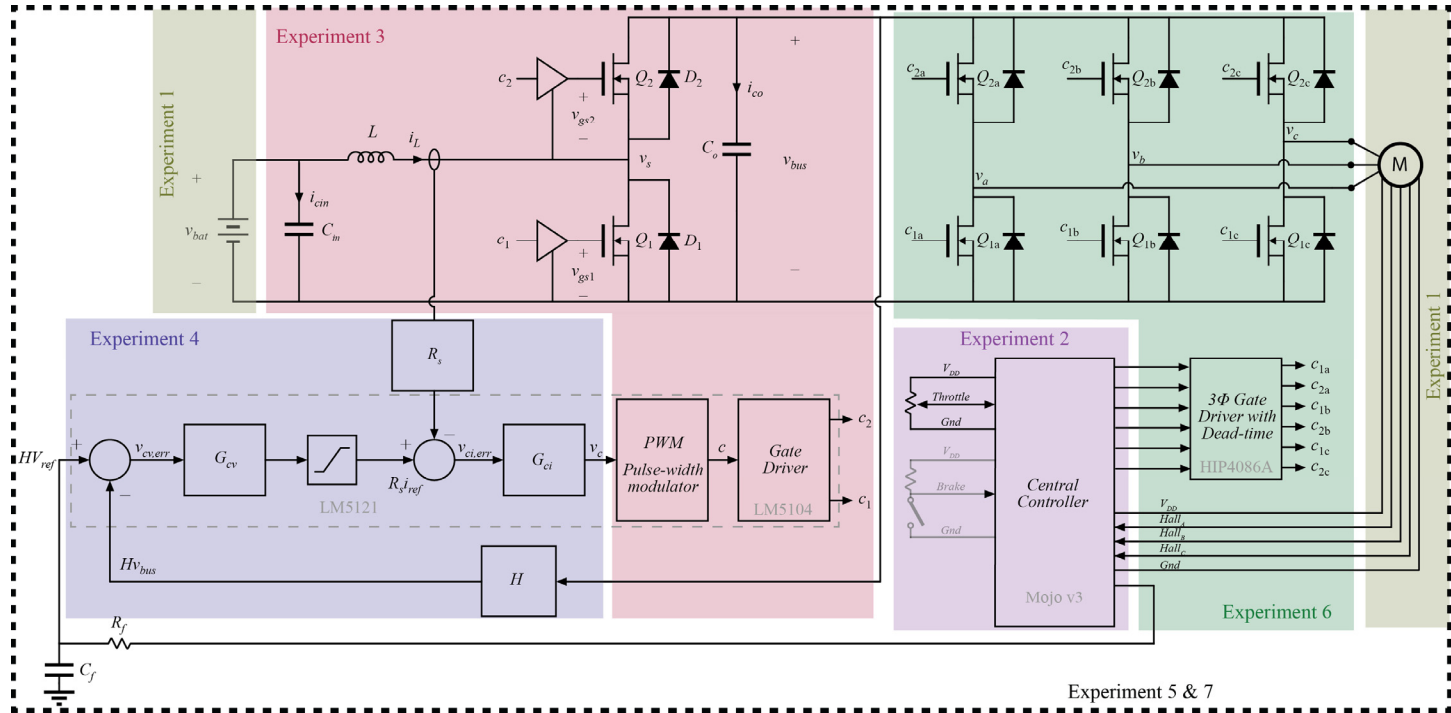 Experiment 1
Experiment 3
c_2
Q_2
D_2
v_gs2
+
−
i_co
C_o
+
v_bus
−
L
i_L
v_s
+
v_bat
−
i_cin
C_in
c_1
Q_1
D_1
+
v_gs1
−
c_2a
Q_2a
c_2b
Q_2b
c_2c
Q_2c
v_c
v_b
v_a
M
c_1a
Q_1a
c_1b
Q_1b
c_1c
Q_1c
Experiment 1
Experiment 4
R_s
HV_ref
+
−
v_cv,err
G_cv
R_s i_ref
+
−
v_ci,err
G_ci
v_c
LM5121
PWM
Pulse-width
modulator
c
Gate
Driver
LM5104
c_2
c_1
Hv_bus
H
R_f
C_f
Experiment 2
V_DD
Throttle
Gnd
V_DD
Brake
Gnd
Central
Controller
Mojo v3
3Φ Gate
Driver with
Dead-time
HIP4086A
c_1a
c_2a
c_1b
c_2b
c_1c
c_2c
V_DD
Hall_A
Hall_B
Hall_C
Gnd
Experiment 6
Experiment 5 & 7